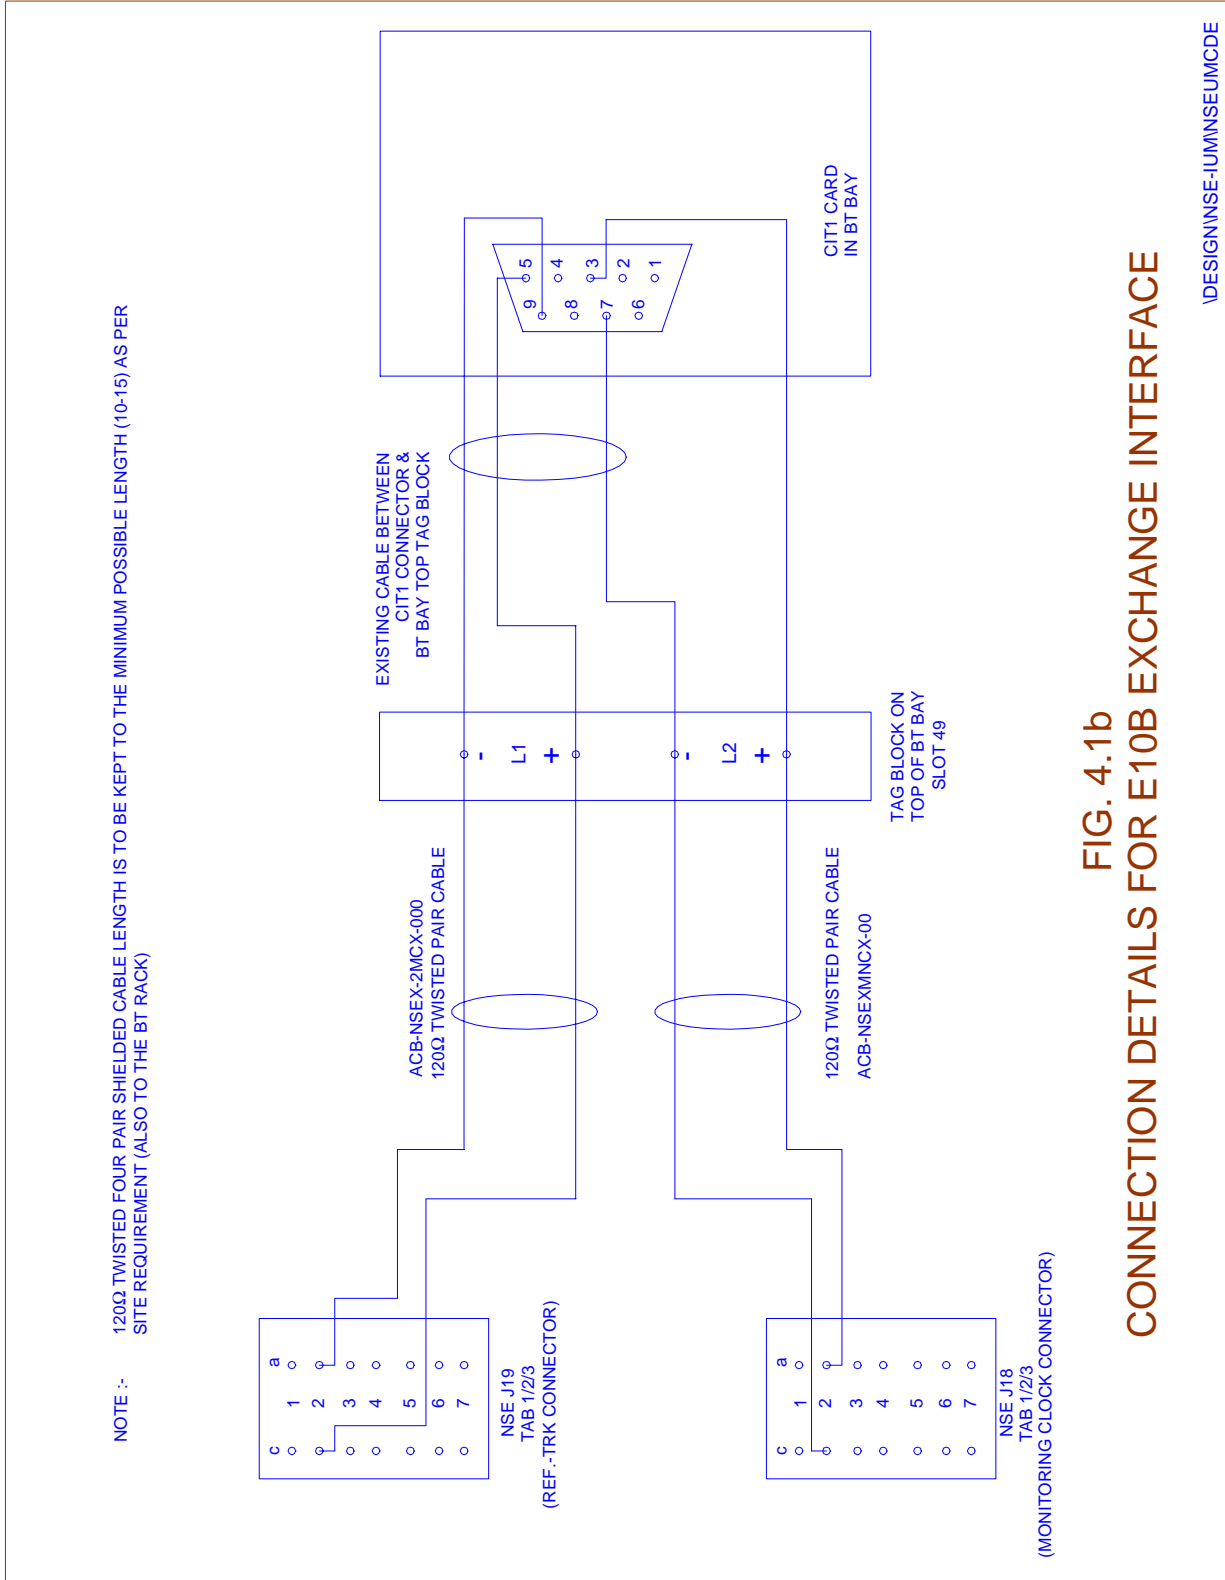 NOTE :- 120Ω TWISTED FOUR PAIR SHIELDED CABLE LENGTH IS TO BE KEPT TO THE MINIMUM POSSIBLE LENGTH (10-15) AS PER
SITE REQUIREMENT (ALSO TO THE BT RACK)
c a
1
2
3
4
5
6
7
NSE J19
TAB 1/2/3
(REF.-TRK CONNECTOR)
ACB-NSEX-2MCX-000
120Ω TWISTED PAIR CABLE
EXISTING CABLE BETWEEN
CIT1 CONNECTOR &
BT BAY TOP TAG BLOCK
-
L1
+
-
L2
+
TAG BLOCK ON
TOP OF BT BAY
SLOT 49
9 5
8 4
7 3
6 2
1
CIT1 CARD
IN BT BAY
c a
1
2
3
4
5
6
7
NSE J18
TAB 1/2/3
(MONITORING CLOCK CONNECTOR)
120Ω TWISTED PAIR CABLE
ACB-NSEXMNCX-00
FIG. 4.1b
CONNECTION DETAILS FOR E10B EXCHANGE INTERFACE
\DESIGN\NSE-IUM\NSEUMCDE